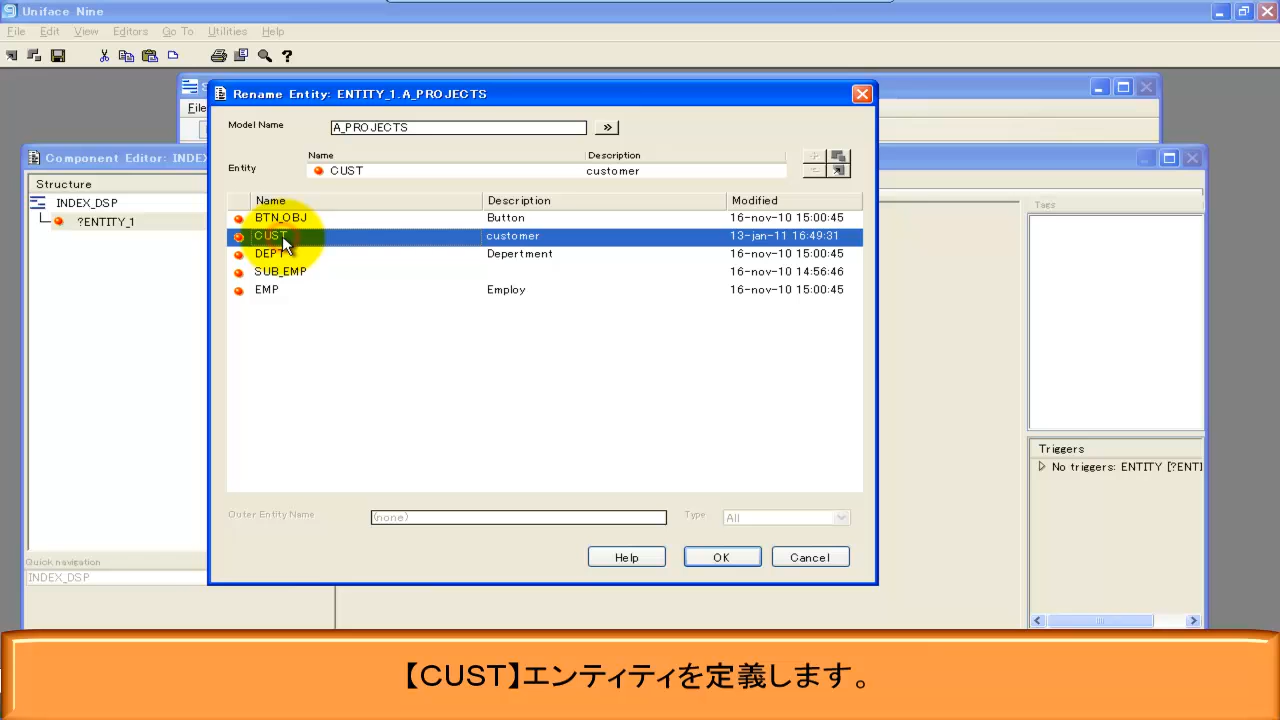 Uniface Nine
File Edit View Editors Go To Utilities Help
Rename Entity: ENTITY_1.A_PROJECTS
File
Model Name A_PROJECTS »
Component Editor: INDEX
Name Description
Entity CUST customer
Structure
Name Description Modified
INDEX_DSP
?ENTITY_1
Tags
BTN_OBJ Button 16-nov-10 15:00:45
CUST customer 13-jan-11 16:49:31
DEPT Depertment 16-nov-10 15:00:45
SUB_EMP 16-nov-10 14:56:46
EMP Employ 16-nov-10 15:00:45
Triggers
No triggers: ENTITY [?ENTI
Outer Entity Name (none) Type All
Help OK Cancel
Quick navigation
INDEX_DSP
【CUST】エンティティを定義します。